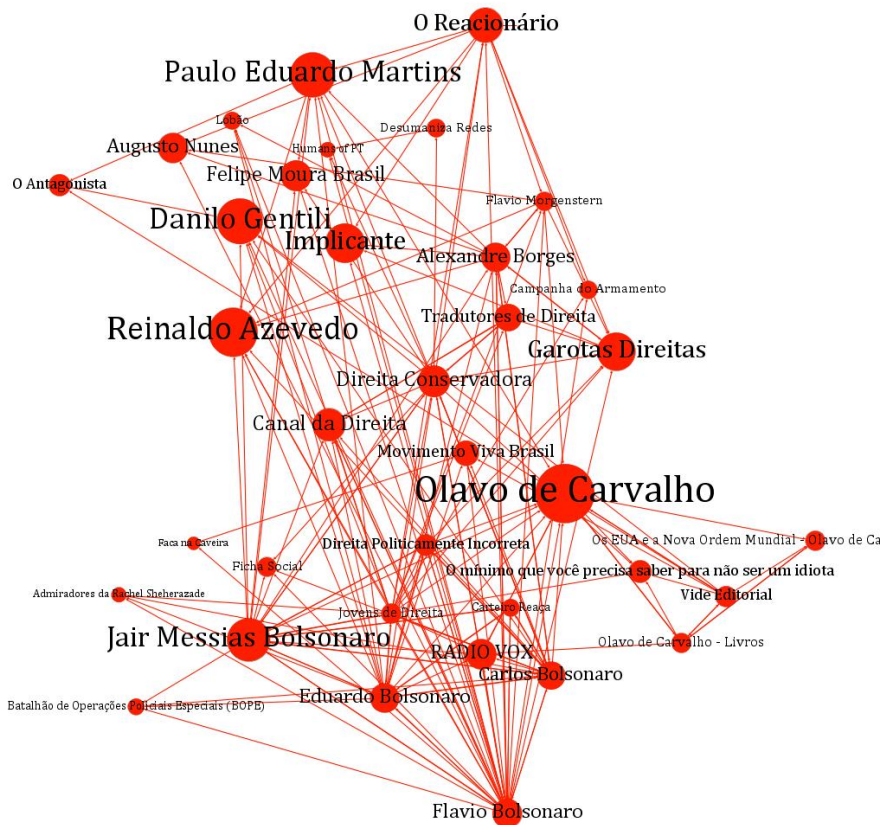 O Reacionário
Paulo Eduardo Martins
Lobão
Desumaniza Redes
Augusto Nunes
Humans of PT
Felipe Moura Brasil
O Antagonista
Flavio Morgenstern
Danilo Gentili
Implicante
Alexandre Borges
Campanha do Armamento
Tradutores de Direita
Reinaldo Azevedo
Garotas Direitas
Direita Conservadora
Canal da Direita
Movimento Viva Brasil
Olavo de Carvalho
Faca na Caveira
Direita Politicamente Incorreta
Os EUA e a Nova Ordem Mundial - Olavo de Ca
Ficha Social
O mínimo que você precisa saber para não ser um idiota
Admiradores da Rachel Sheherazade
Vide Editorial
Jovens de Direita
Carteiro Reaça
Jair Messias Bolsonaro
Olavo de Carvalho - Livros
RADIO VOX
Carlos Bolsonaro
Eduardo Bolsonaro
Batalhão de Operações Policiais Especiais (BOPE)
Flavio Bolsonaro